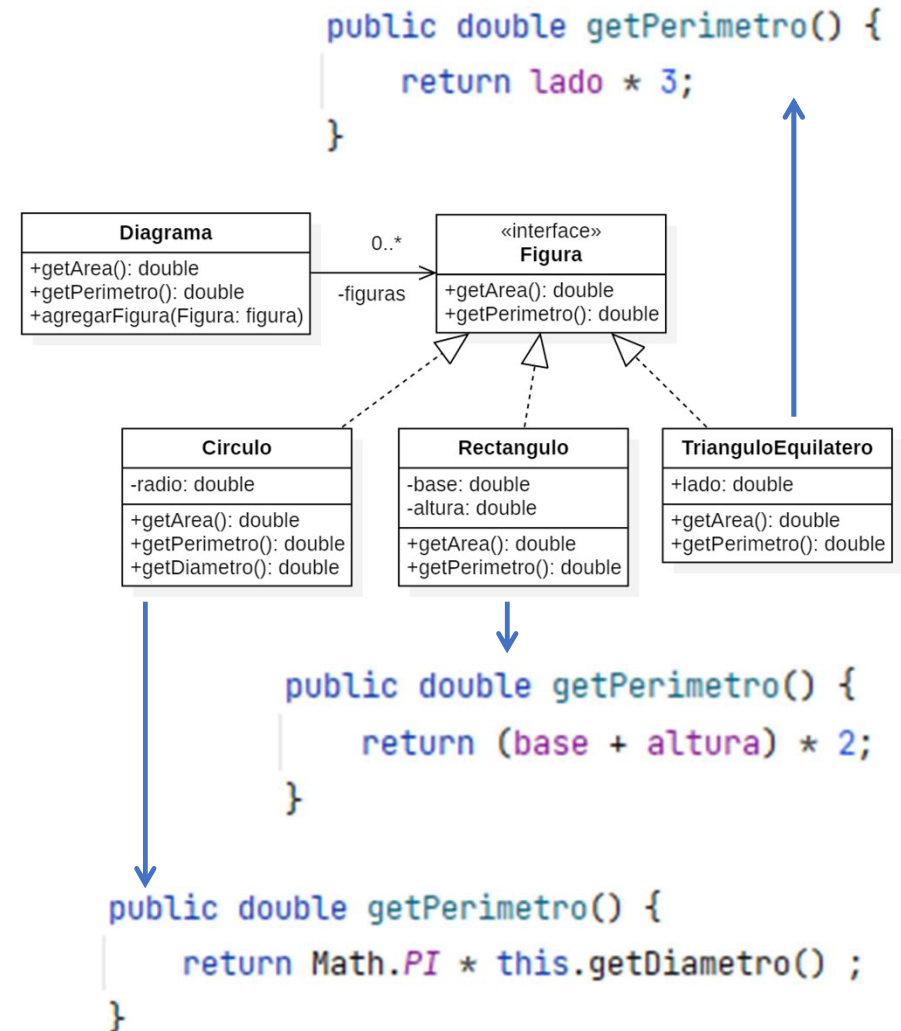 public double getPerimetro() {
return lado * 3;
}
Diagrama
+getArea(): double
+getPerimetro(): double
+agregarFigura(Figura: figura)
0..*
-figuras
«interface»
Figura
+getArea(): double
+getPerimetro(): double
Circulo
-radio: double
+getArea(): double
+getPerimetro(): double
+getDiametro(): double
Rectangulo
-base: double
-altura: double
+getArea(): double
+getPerimetro(): double
TrianguloEquilatero
+lado: double
+getArea(): double
+getPerimetro(): double
public double getPerimetro() {
return (base + altura) * 2;
}
public double getPerimetro() {
return Math.PI * this.getDiametro() ;
}